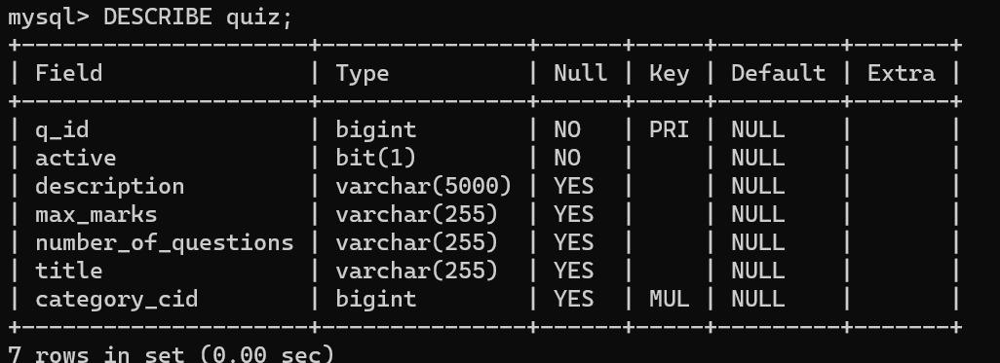 mysql> DESCRIBE quiz;
+---------------------+---------------+------+-----+---------+-------+
| Field               | Type          | Null | Key | Default | Extra |
+---------------------+---------------+------+-----+---------+-------+
| q_id                | bigint        | NO   | PRI | NULL    |       |
| active              | bit(1)        | NO   |     | NULL    |       |
| description         | varchar(5000) | YES  |     | NULL    |       |
| max_marks           | varchar(255)  | YES  |     | NULL    |       |
| number_of_questions | varchar(255)  | YES  |     | NULL    |       |
| title               | varchar(255)  | YES  |     | NULL    |       |
| category_cid        | bigint        | YES  | MUL | NULL    |       |
+---------------------+---------------+------+-----+---------+-------+
7 rows in set (0.00 sec)